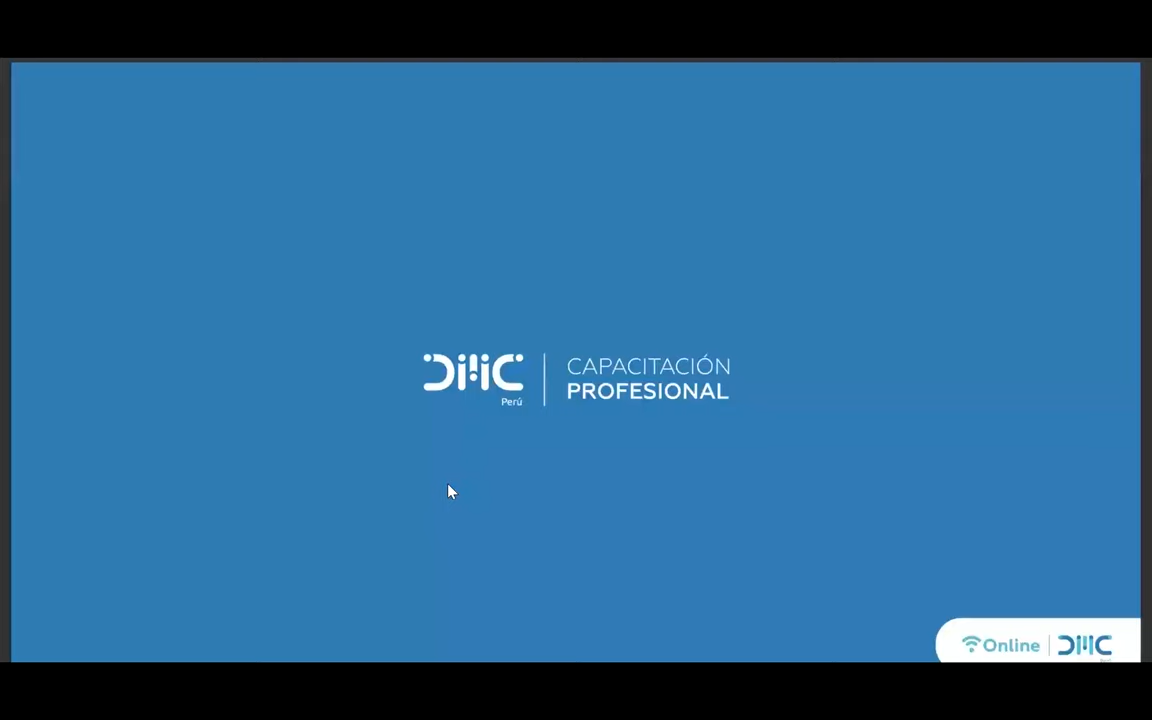 DMC
Perú
CAPACITACIÓN
PROFESIONAL
Online
DMC